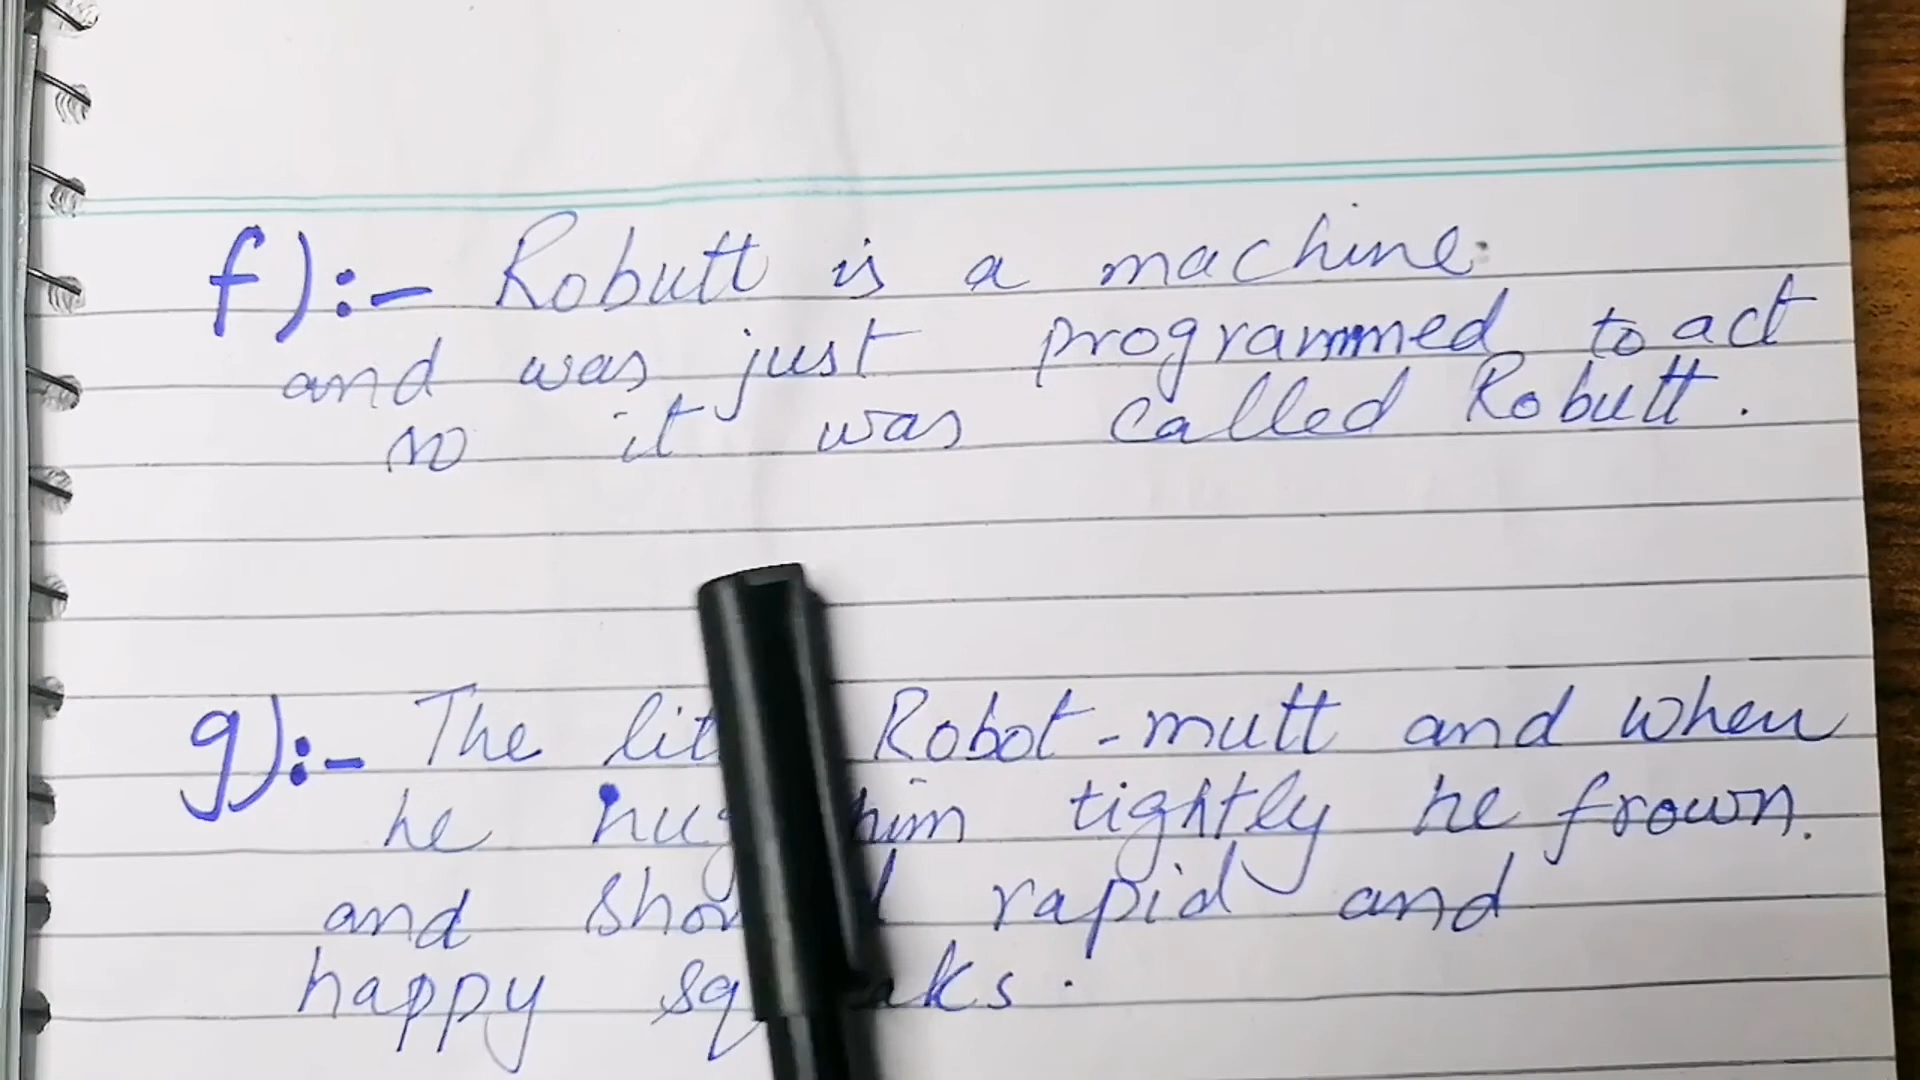 f):- Robutt is a machine.
and was just programmed to act
so it was called Robutt.
g):- The Robot-mutt and when
he him tightly he frown.
and rapid and
happy